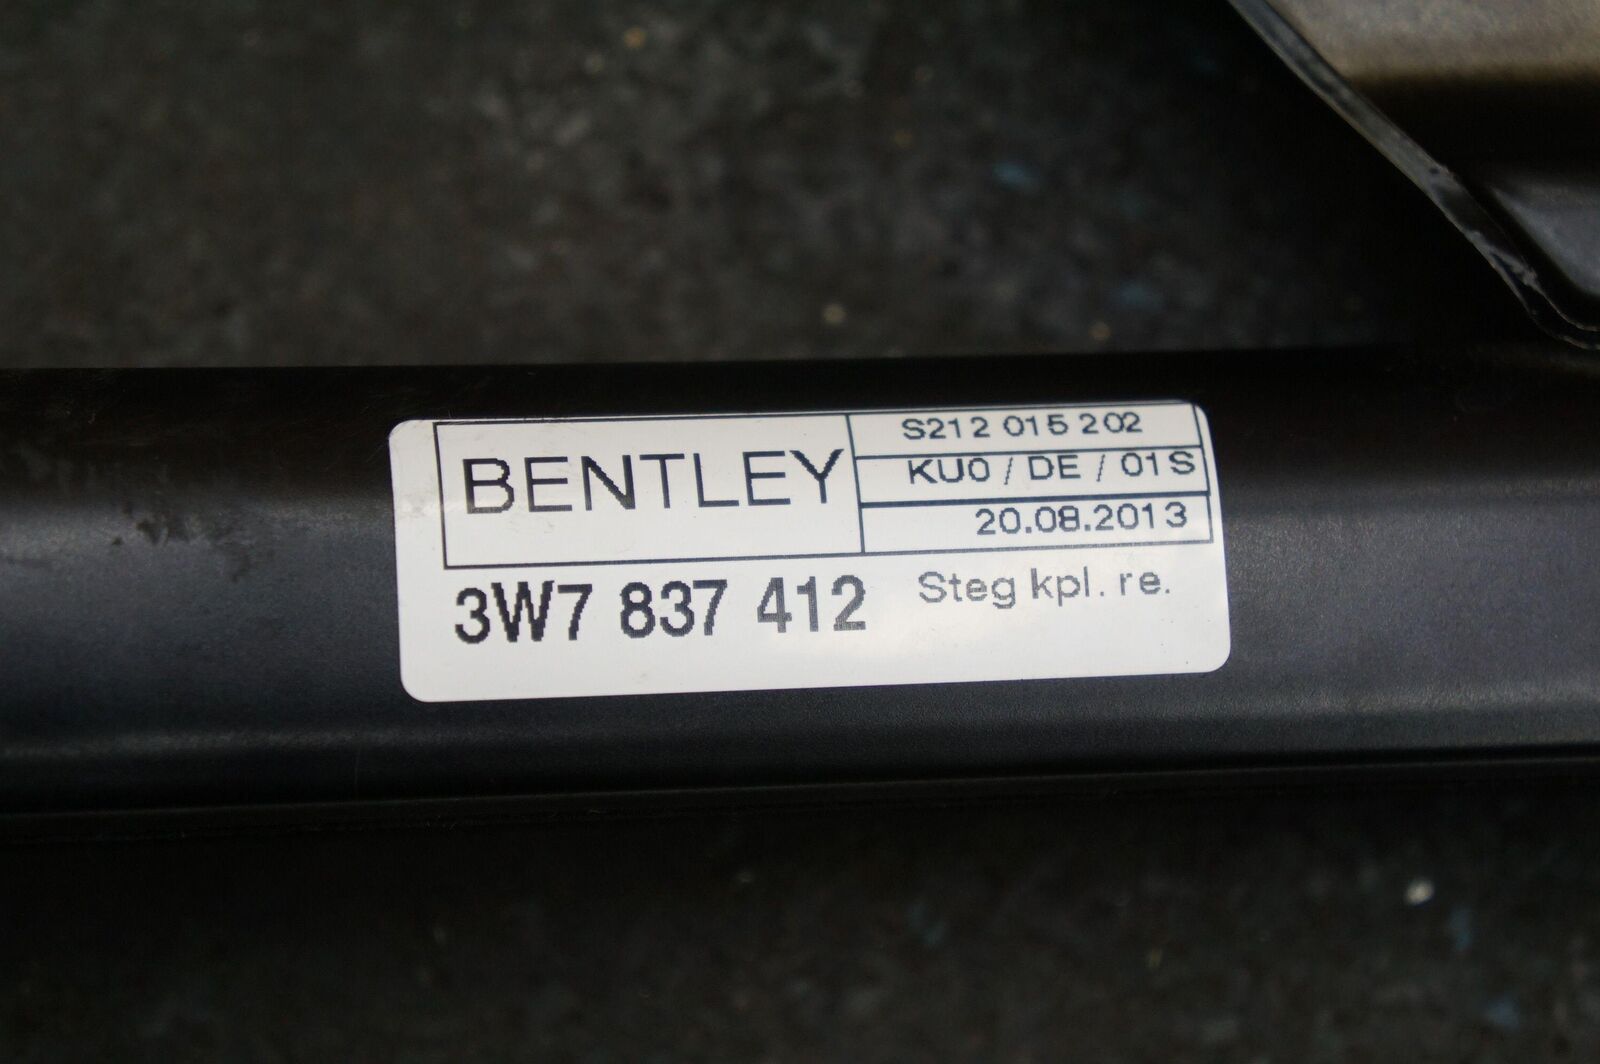 BENTLEY
S212 015 202
KU0 / DE / 01S
20.08.2013
3W7 837 412
Steg kpl. re.